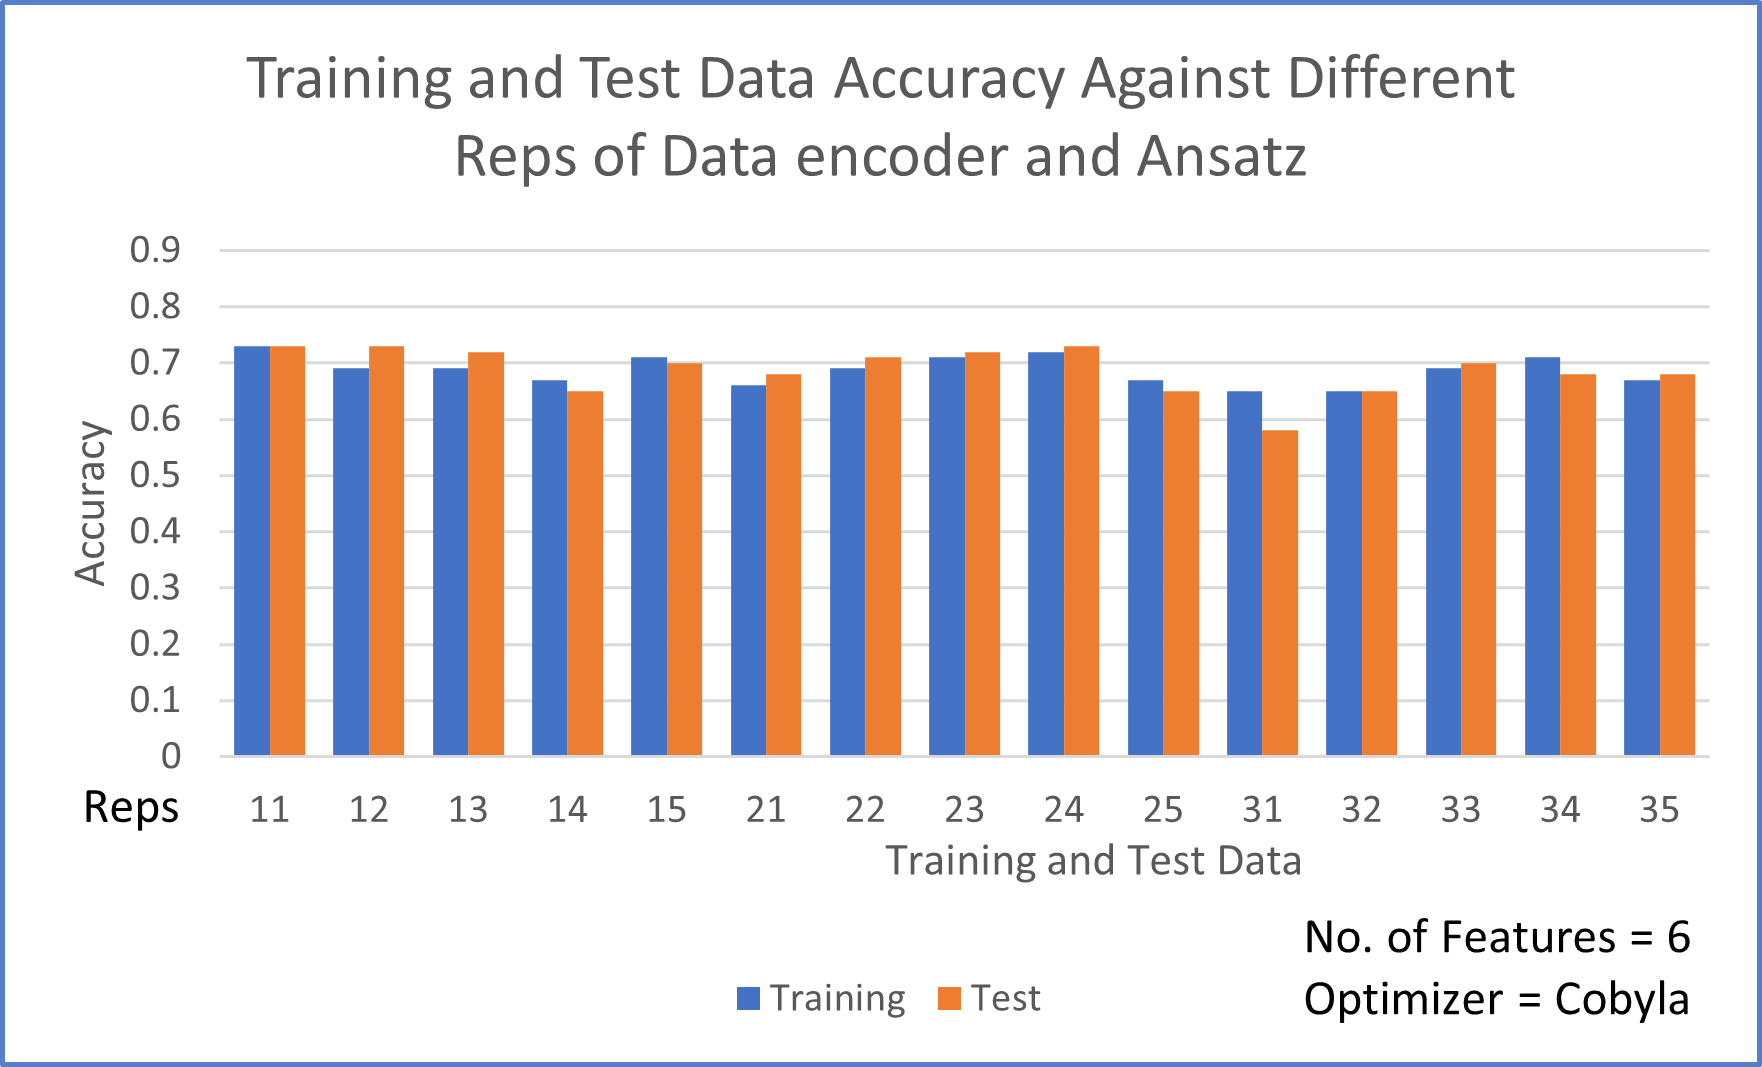 Training and Test Data Accuracy Against Different
Reps of Data encoder and Ansatz
0.9
0.8
0.7
0.6
0.5
0.4
0.3
0.2
0.1
0
Accuracy
Reps 11 12 13 14 15 21 22 23 24 25 31 32 33 34 35
Training and Test Data
No. of Features = 6
Training Test
Optimizer = Cobyla